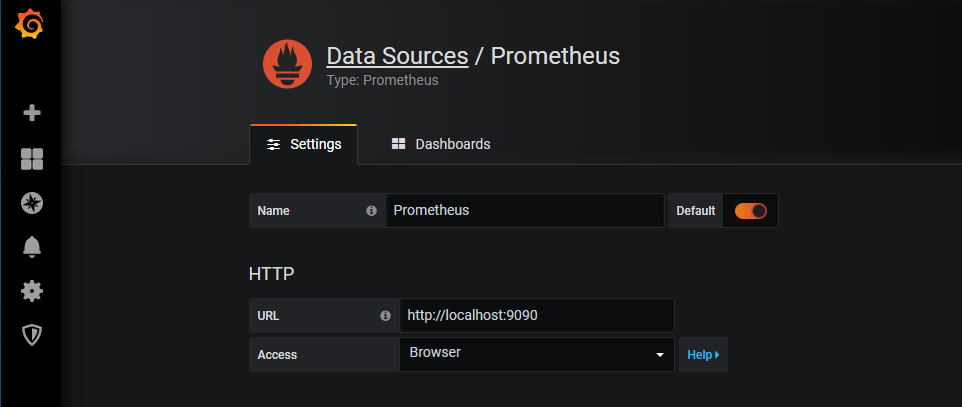 Data Sources / Prometheus
Type: Prometheus
Settings
Dashboards
Name
Prometheus
Default
HTTP
URL
http://localhost:9090
Access
Browser
Help